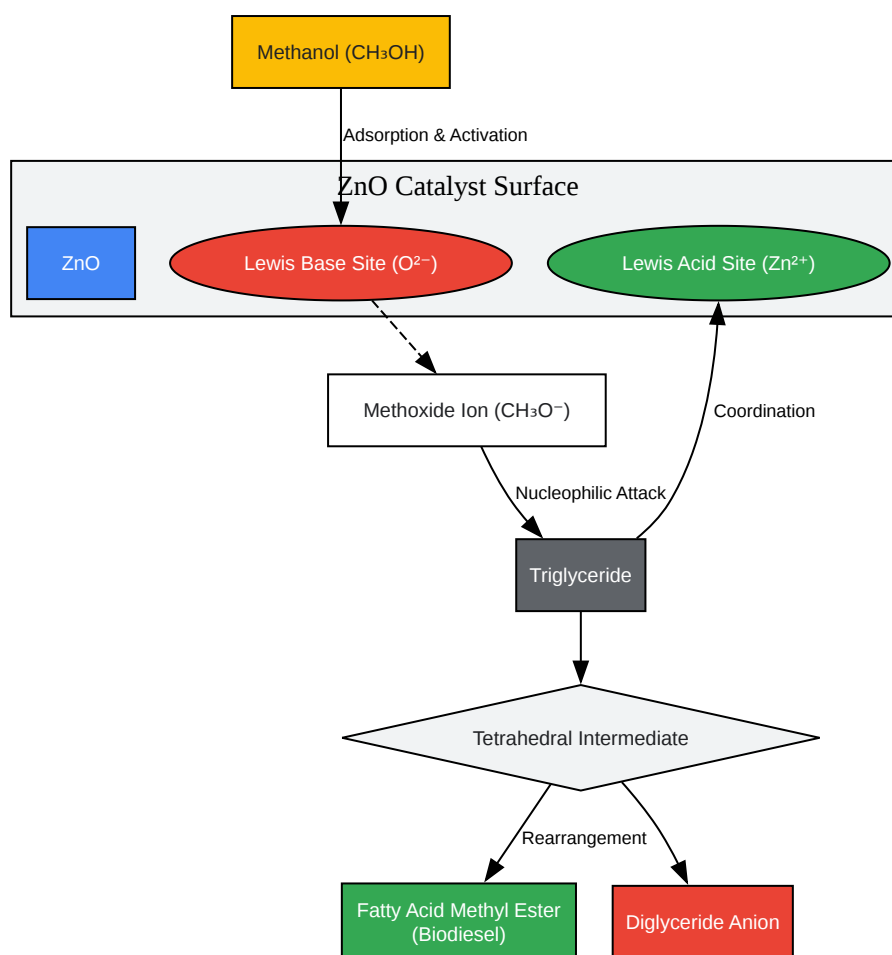 Methanol (CH₃OH)
Adsorption & Activation
ZnO Catalyst Surface
ZnO
Lewis Base Site (O²⁻)
Lewis Acid Site (Zn²⁺)
Methoxide Ion (CH₃O⁻)
Coordination
Nucleophilic Attack
Triglyceride
Tetrahedral Intermediate
Rearrangement
Fatty Acid Methyl Ester
(Biodiesel)
Diglyceride Anion